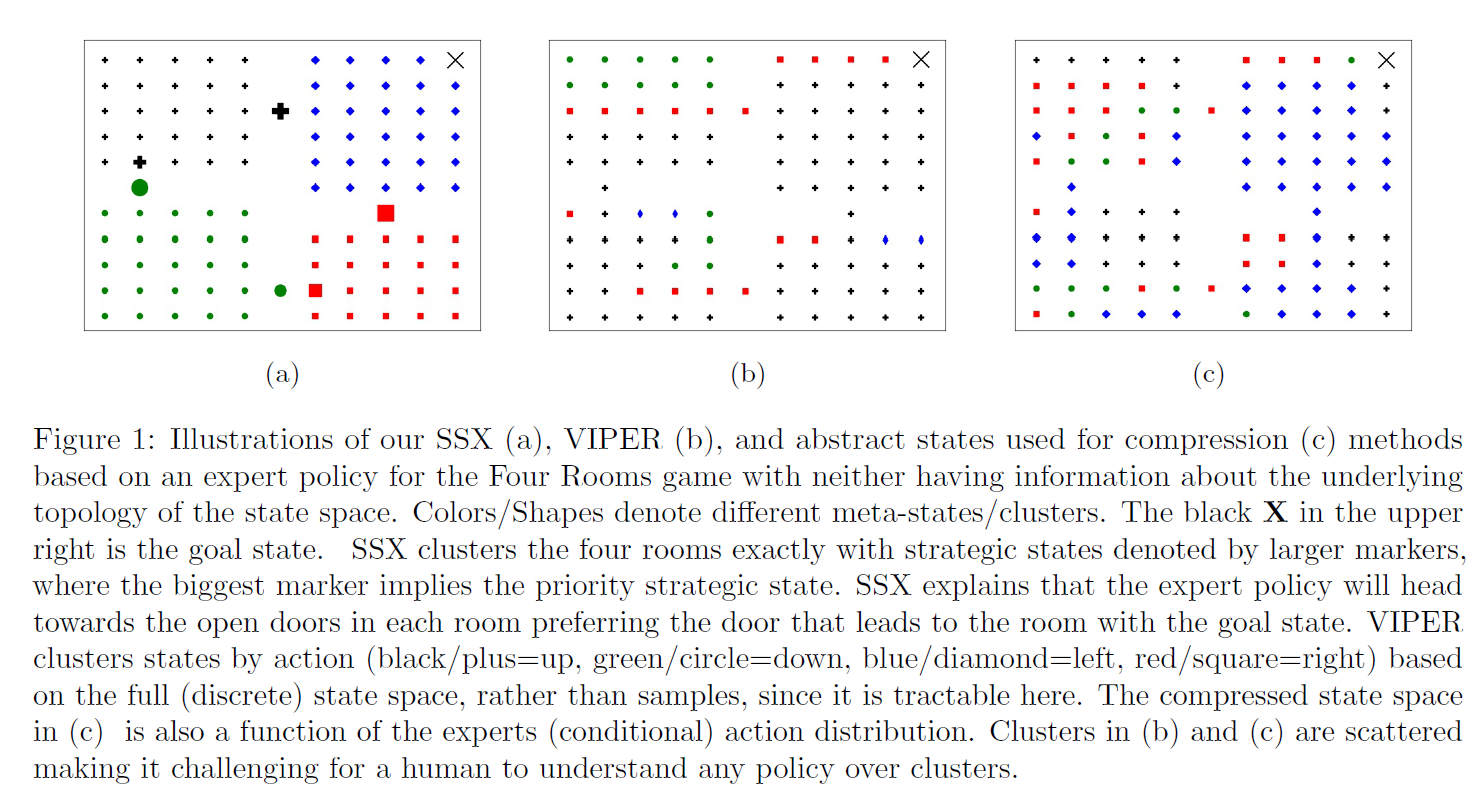 (a)
(b)
(c)
Figure 1: Illustrations of our SSX (a), VIPER (b), and abstract states used for compression (c) methods
based on an expert policy for the Four Rooms game with neither having information about the underlying
topology of the state space. Colors/Shapes denote different meta-states/clusters. The black X in the upper
right is the goal state. SSX clusters the four rooms exactly with strategic states denoted by larger markers,
where the biggest marker implies the priority strategic state. SSX explains that the expert policy will head
towards the open doors in each room preferring the door that leads to the room with the goal state. VIPER
clusters states by action (black/plus=up, green/circle=down, blue/diamond=left, red/square=right) based
on the full (discrete) state space, rather than samples, since it is tractable here. The compressed state space
in (c) is also a function of the experts (conditional) action distribution. Clusters in (b) and (c) are scattered
making it challenging for a human to understand any policy over clusters.